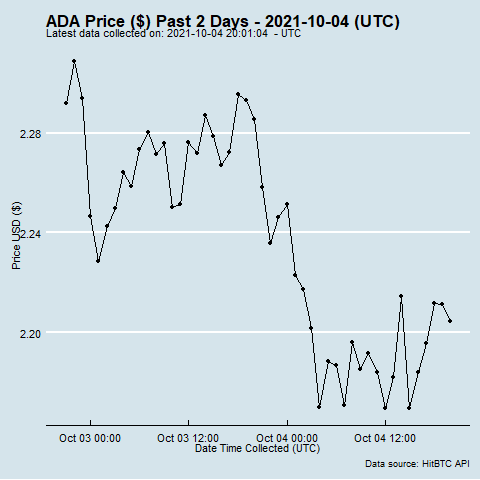 ADA Price ($) Past 2 Days - 2021-10-04 (UTC)
Latest data collected on: 2021-10-04 20:01:04  - UTC
2.28
2.24
2.20
Price USD ($)
Oct 03 00:00 Oct 03 12:00 Oct 04 00:00 Oct 04 12:00
Date Time Collected (UTC)
Data source: HitBTC API